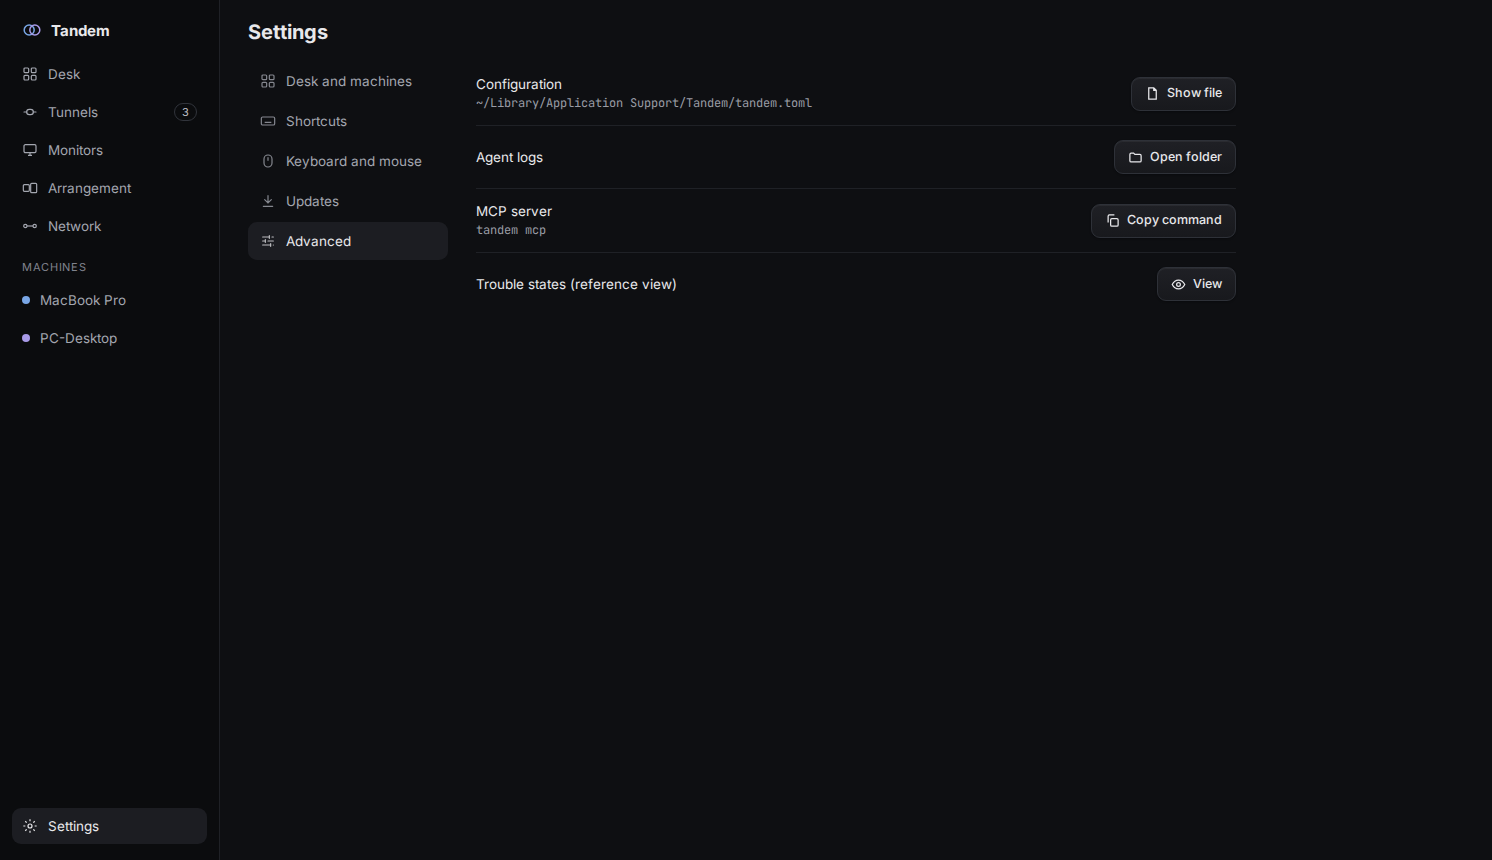 Tandem
Desk
Tunnels 3
Monitors
Arrangement
Network
MACHINES
MacBook Pro
PC-Desktop
Settings
Settings
Desk and machines
Shortcuts
Keyboard and mouse
Updates
Advanced
Configuration
~/Library/Application Support/Tandem/tandem.toml
Show file
Agent logs
Open folder
MCP server
tandem mcp
Copy command
Trouble states (reference view)
View